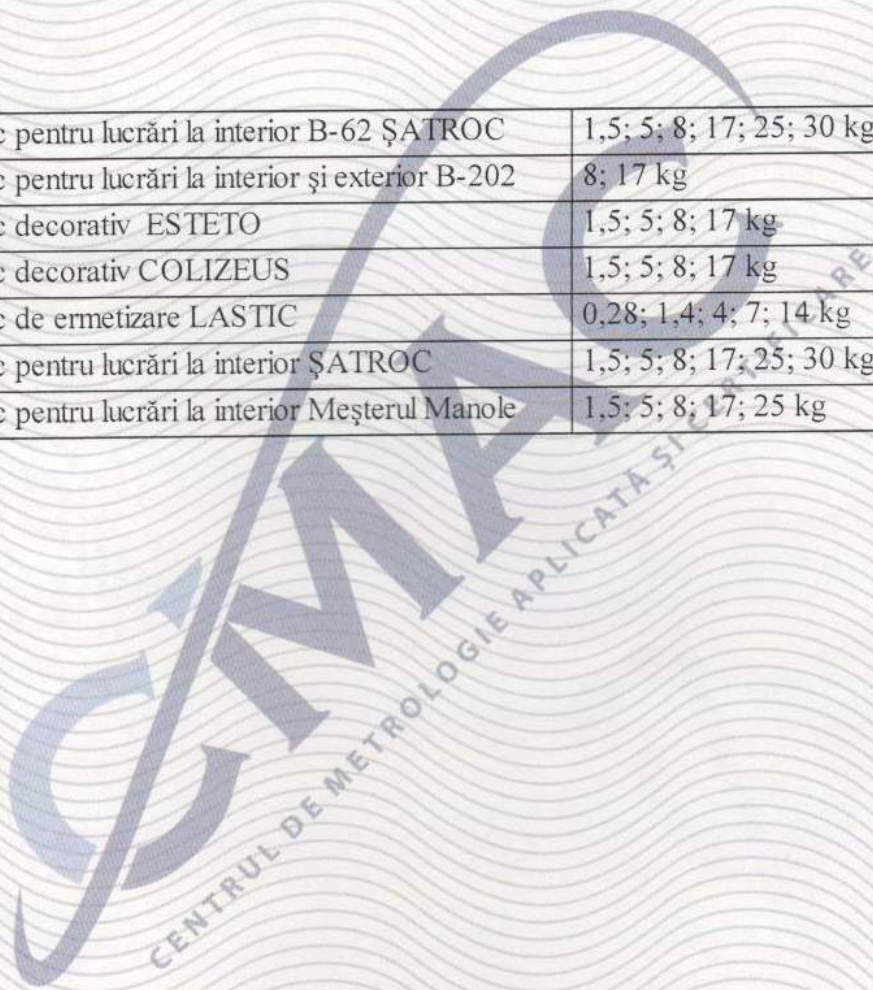 c pentru lucrări la interior B-62 ŞATROC 1,5; 5; 8; 17; 25; 30 kg
c pentru lucrări la interior şi exterior B-202 8; 17 kg
c decorativ ESTETO 1,5; 5; 8; 17 kg
c decorativ COLIZEUS 1,5; 5; 8; 17 kg
c de ermetizare LASTIC 0,28; 1,4; 4; 7; 14 kg
c pentru lucrări la interior ŞATROC 1,5; 5; 8; 17; 25; 30 kg
c pentru lucrări la interior Meşterul Manole 1,5; 5; 8; 17; 25 kg
CMAC
CENTRUL DE METROLOGIE APLICATĂ ŞI CERTIFICARE